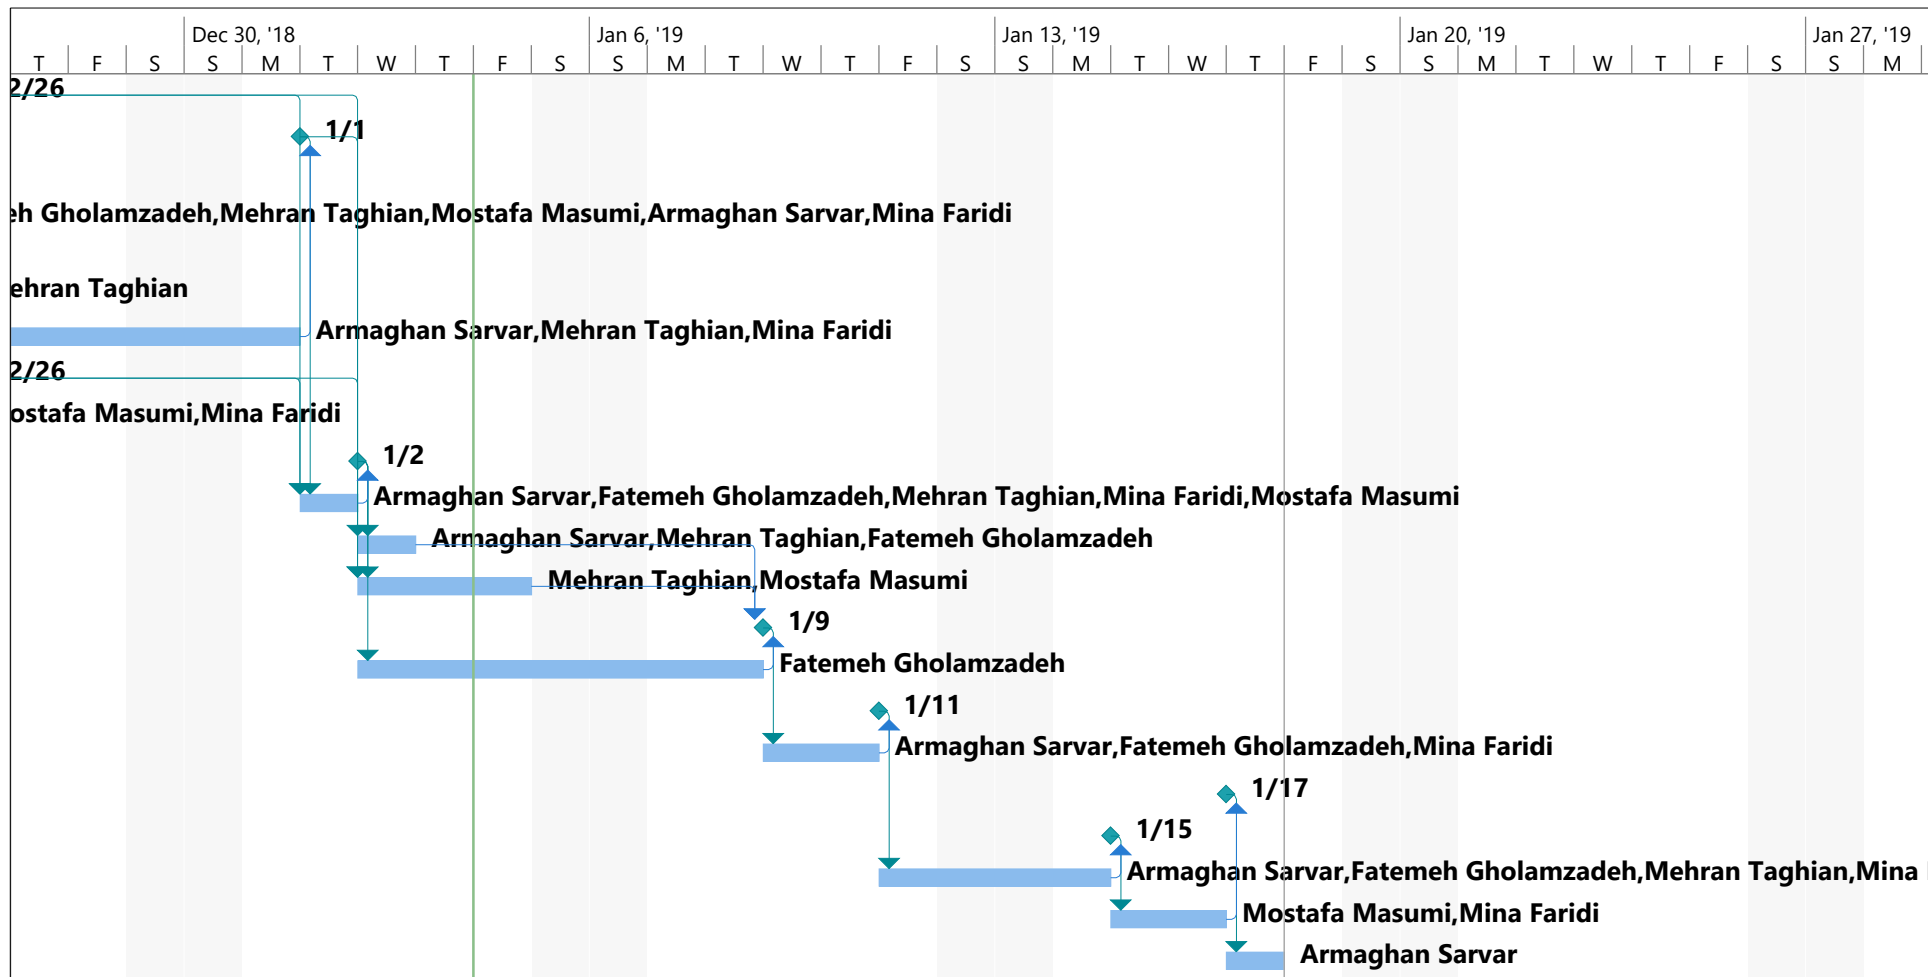 Dec 30, '18 Jan 6, '19 Jan 13, '19 Jan 20, '19 Jan 27, '19
T F S S M T W T F S S M T W T F S S M T W T F S S M T W T F S S M
2/26
1/1
eh Gholamzadeh,Mehran Taghian,Mostafa Masumi,Armaghan Sarvar,Mina Faridi
ehran Taghian
Armaghan Sarvar,Mehran Taghian,Mina Faridi
2/26
ostafa Masumi,Mina Faridi
1/2
Armaghan Sarvar,Fatemeh Gholamzadeh,Mehran Taghian,Mina Faridi,Mostafa Masumi
Armaghan Sarvar,Mehran Taghian,Fatemeh Gholamzadeh
Mehran Taghian,Mostafa Masumi
1/9
Fatemeh Gholamzadeh
1/11
Armaghan Sarvar,Fatemeh Gholamzadeh,Mina Faridi
1/17
1/15
Armaghan Sarvar,Fatemeh Gholamzadeh,Mehran Taghian,Mina
Mostafa Masumi,Mina Faridi
Armaghan Sarvar